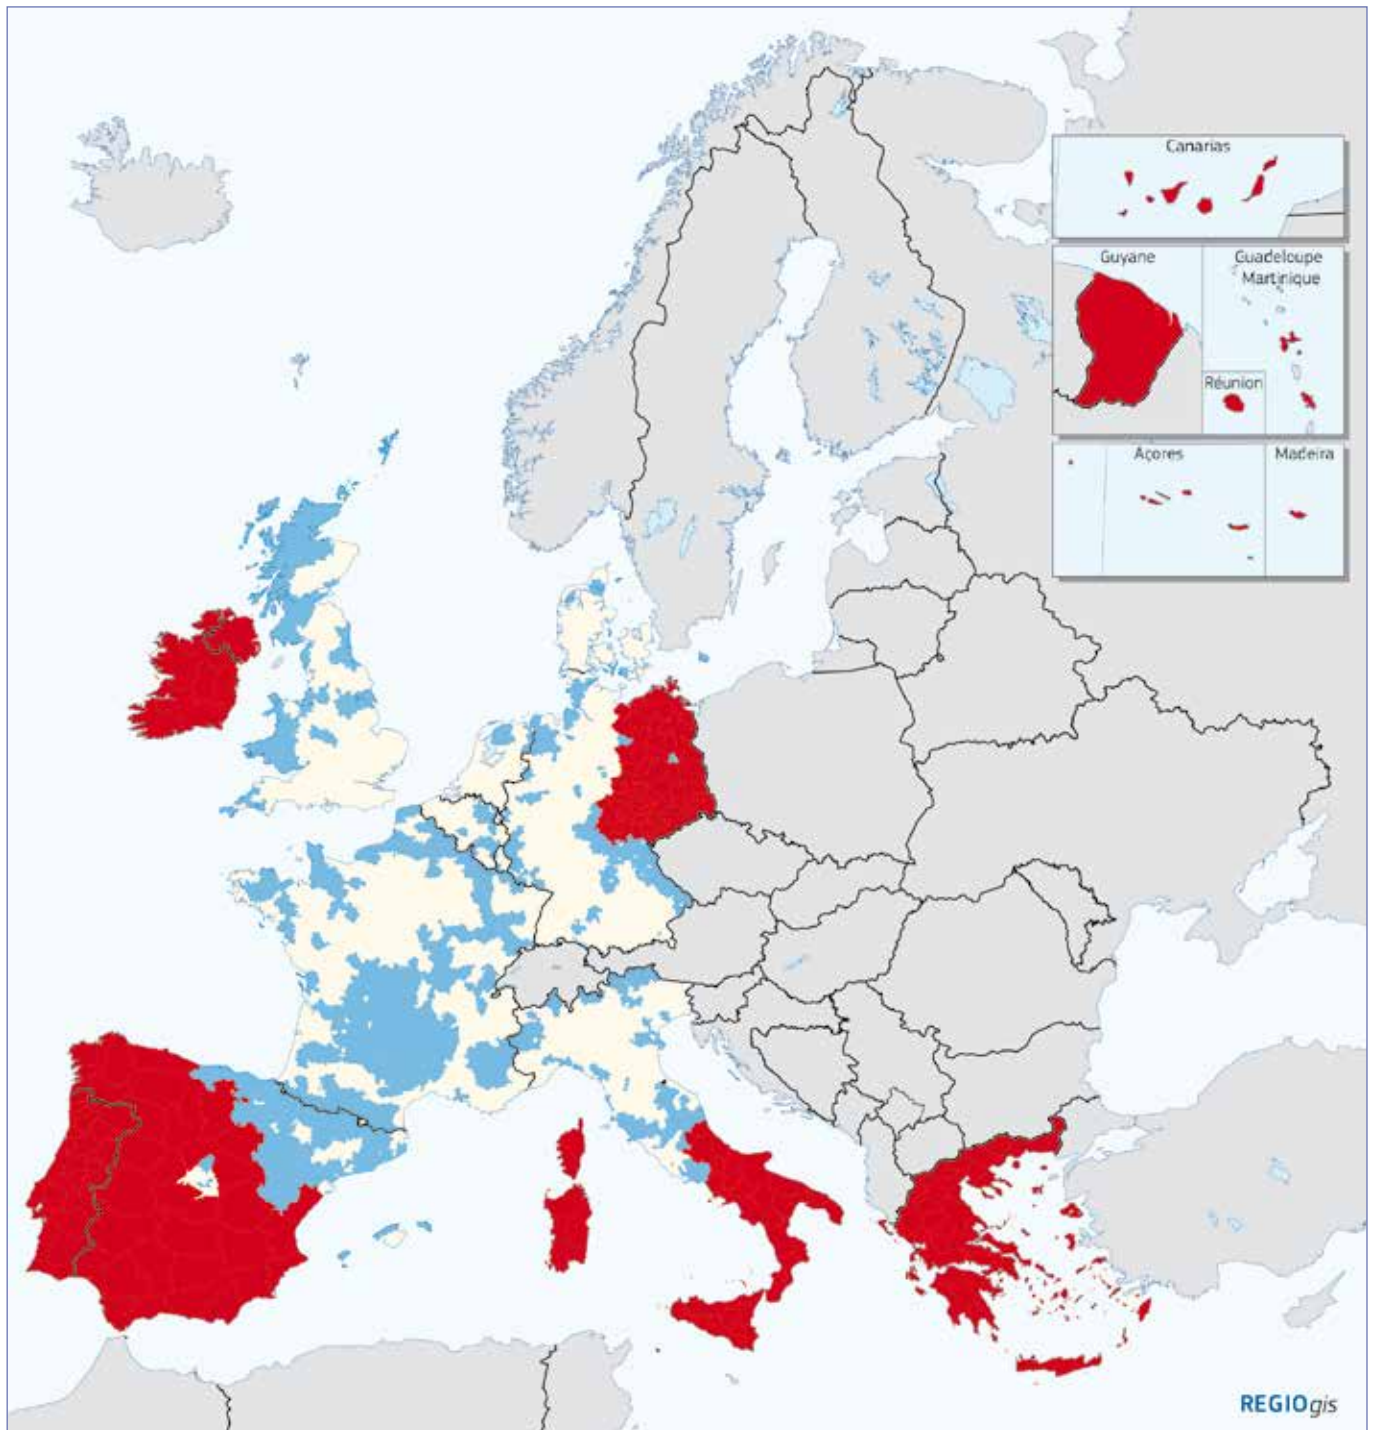 Canarias
Guyane
Guadeloupe
Martinique
Réunion
Açores
Madeira
REGIOgis